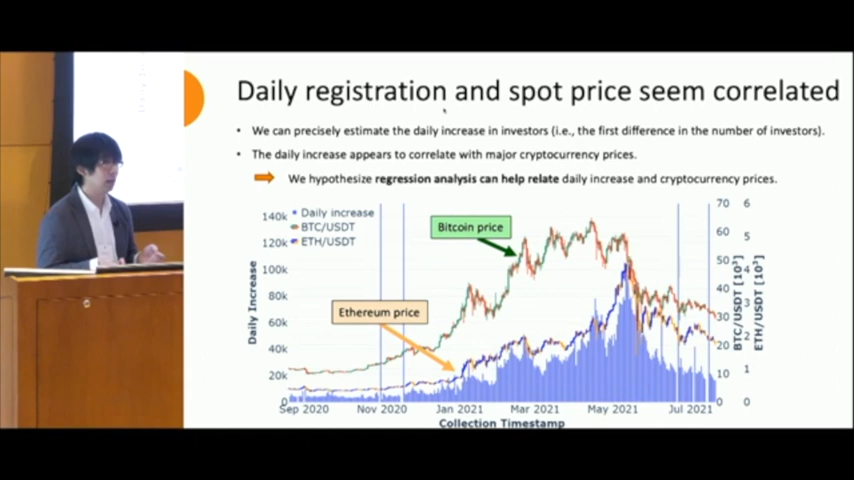 Daily registration and spot price seem correlated
• We can precisely estimate the daily increase in investors (i.e., the first difference in the number of investors).
• The daily increase appears to correlate with major cryptocurrency prices.
We hypothesize regression analysis can help relate daily increase and cryptocurrency prices.
Daily increase
BTC/USDT
ETH/USDT
Bitcoin price
Ethereum price
Daily Increase
140k
120k
100k
80k
60k
40k
20k
0
70
60
50
40
30
20
10
0
BTC/USDT [10³]
6
5
4
3
2
1
0
ETH/USDT [10³]
Sep 2020 Nov 2020 Jan 2021 Mar 2021 May 2021 Jul 2021
Collection Timestamp